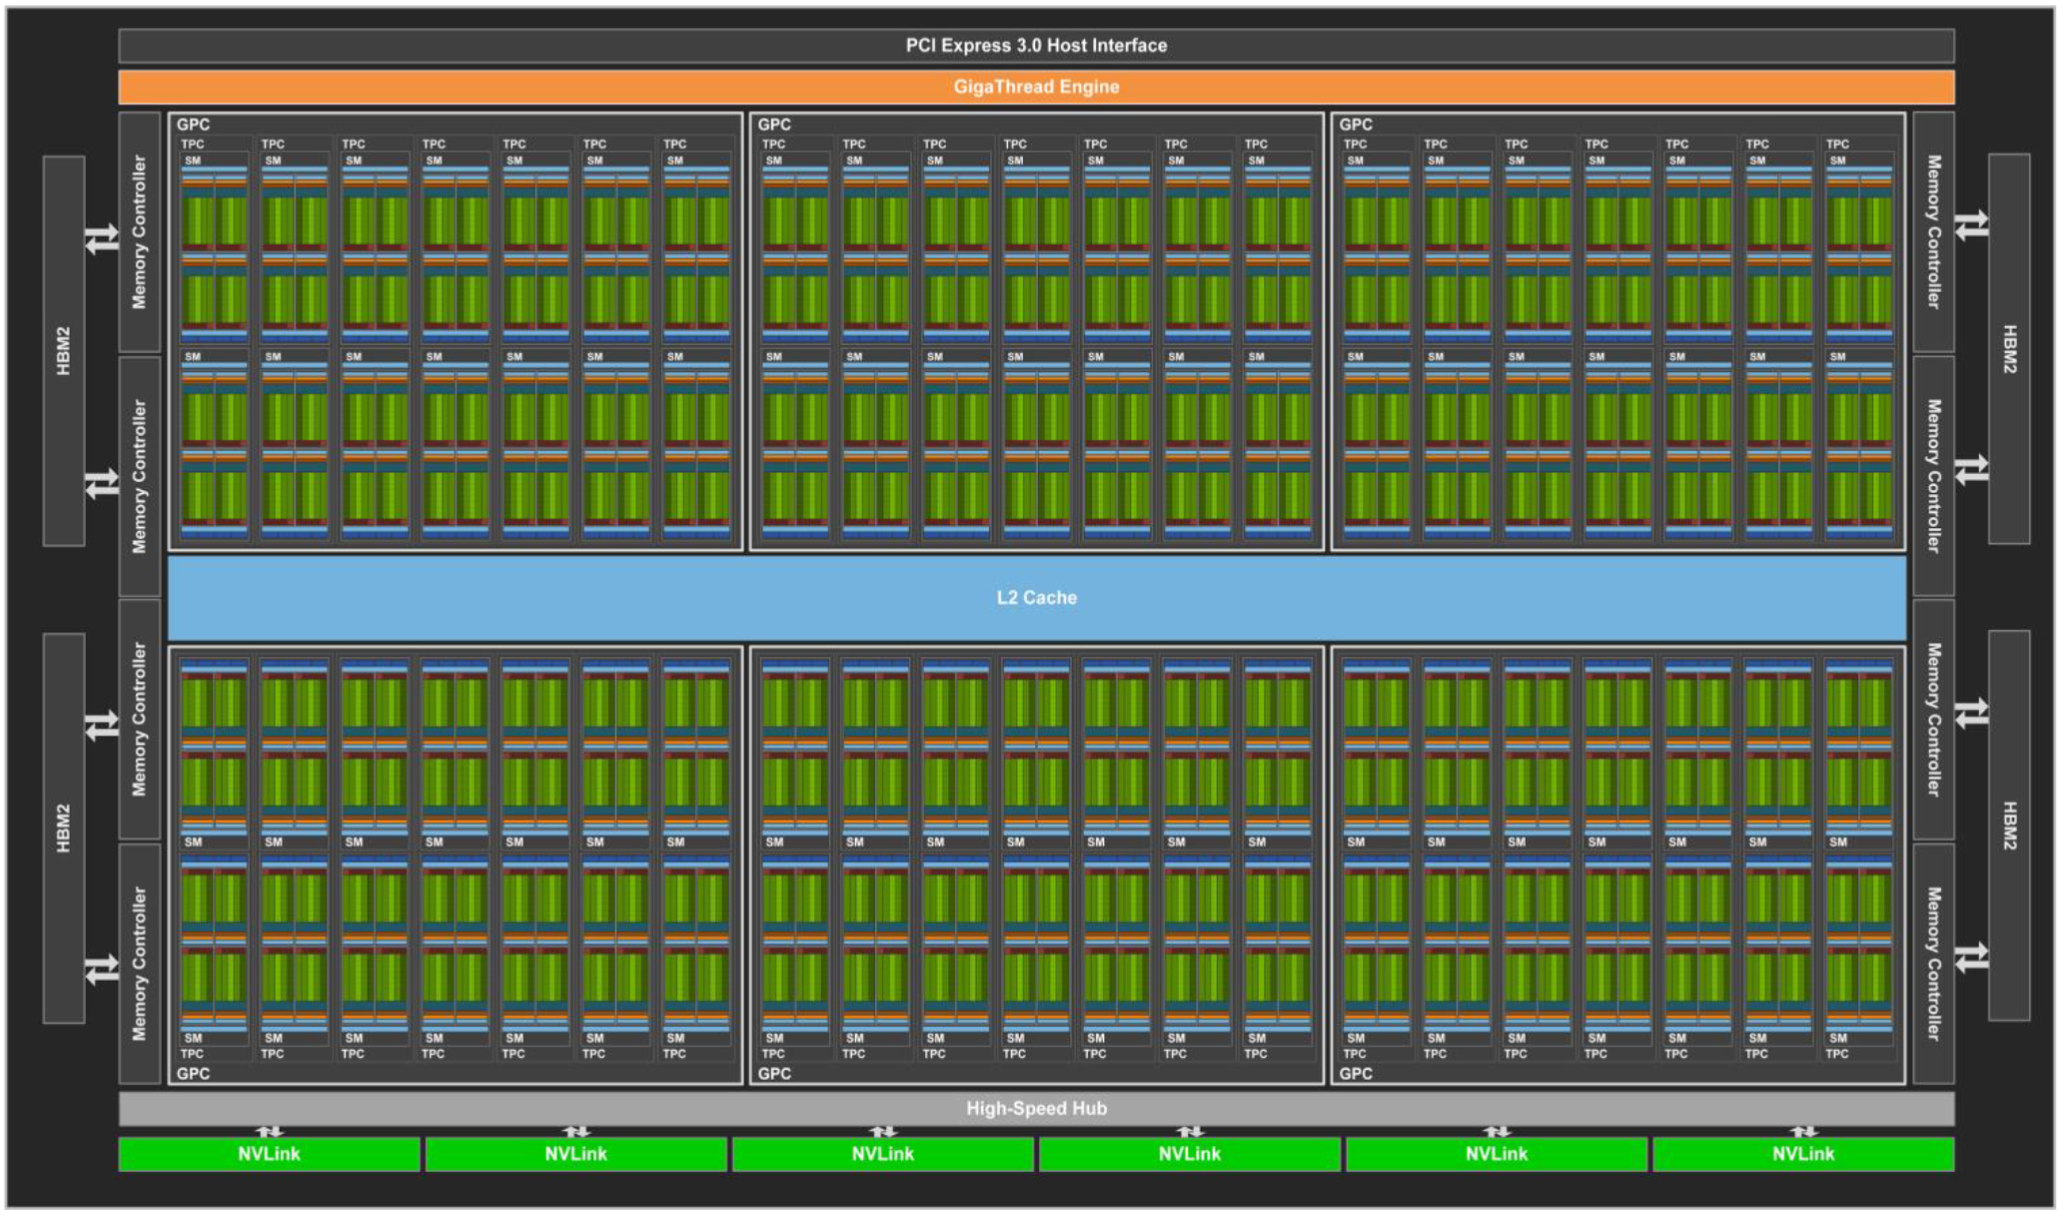 PCI Express 3.0 Host Interface
GigaThread Engine
GPC GPC GPC
TPC TPC TPC TPC TPC TPC TPC TPC TPC TPC TPC TPC TPC TPC TPC TPC TPC TPC TPC TPC TPC
SM SM SM SM SM SM SM SM SM SM SM SM SM SM SM SM SM SM SM SM SM
Memory Controller
Memory Controller
HBM2
HBM2
SM SM SM SM SM SM SM SM SM SM SM SM SM SM SM SM SM SM SM SM SM
Memory Controller
Memory Controller
L2 Cache
Memory Controller
Memory Controller
HBM2
HBM2
SM SM SM SM SM SM SM SM SM SM SM SM SM SM SM SM SM SM SM SM SM
Memory Controller
Memory Controller
SM SM SM SM SM SM SM SM SM SM SM SM SM SM SM SM SM SM SM SM SM
TPC TPC TPC TPC TPC TPC TPC TPC TPC TPC TPC TPC TPC TPC TPC TPC TPC TPC TPC TPC TPC
GPC GPC GPC
High-Speed Hub
NVLink NVLink NVLink NVLink NVLink NVLink